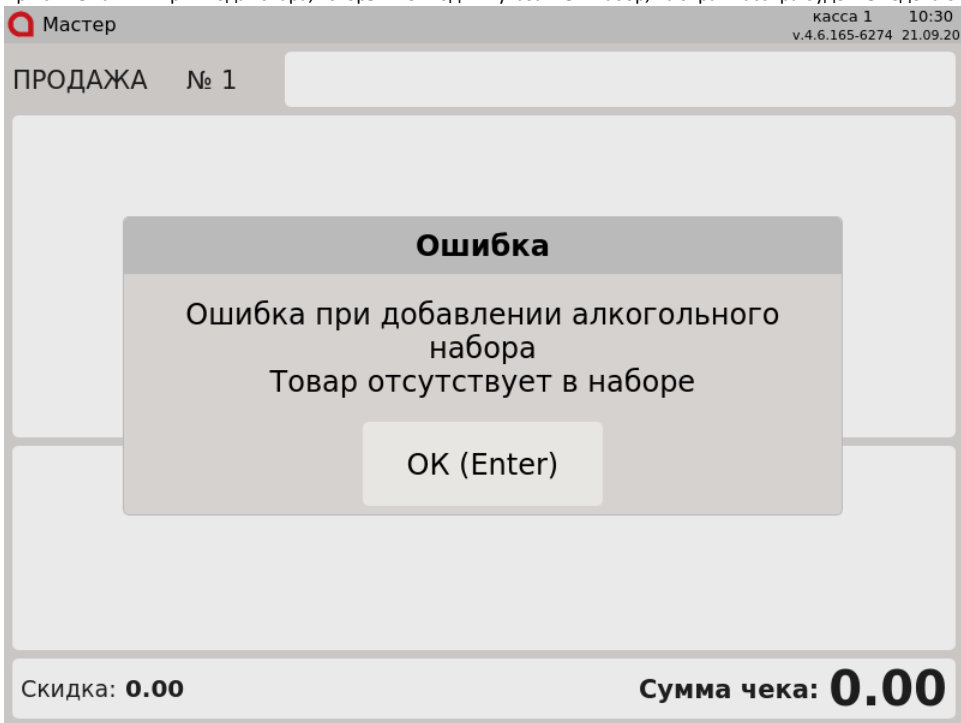 Мастер
касса 1 10:30
v.4.6.165-6274 21.09.20
ПРОДАЖА № 1
Ошибка
Ошибка при добавлении алкогольного
набора
Товар отсутствует в наборе
OK (Enter)
Скидка: 0.00
Сумма чека: 0.00